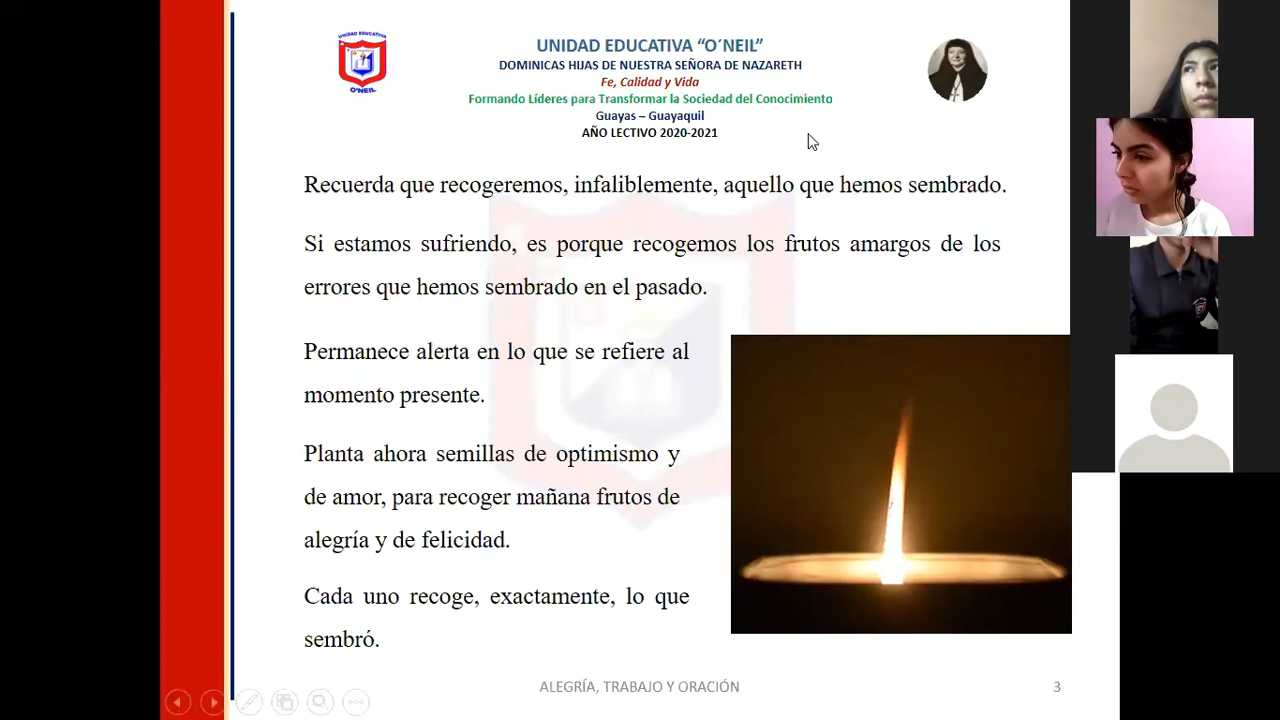 UNIDAD EDUCATIVA
O´NEIL
UNIDAD EDUCATIVA “O´NEIL”
DOMINICAS HIJAS DE NUESTRA SEÑORA DE NAZARETH
Fe, Calidad y Vida
Formando Líderes para Transformar la Sociedad del Conocimiento
Guayas – Guayaquil
AÑO LECTIVO 2020-2021
Recuerda que recogeremos, infaliblemente, aquello que hemos sembrado.
Si estamos sufriendo, es porque recogemos los frutos amargos de los
errores que hemos sembrado en el pasado.
Permanece alerta en lo que se refiere al
momento presente.
Planta ahora semillas de optimismo y
de amor, para recoger mañana frutos de
alegría y de felicidad.
Cada uno recoge, exactamente, lo que
sembró.
ALEGRÍA, TRABAJO Y ORACIÓN
3